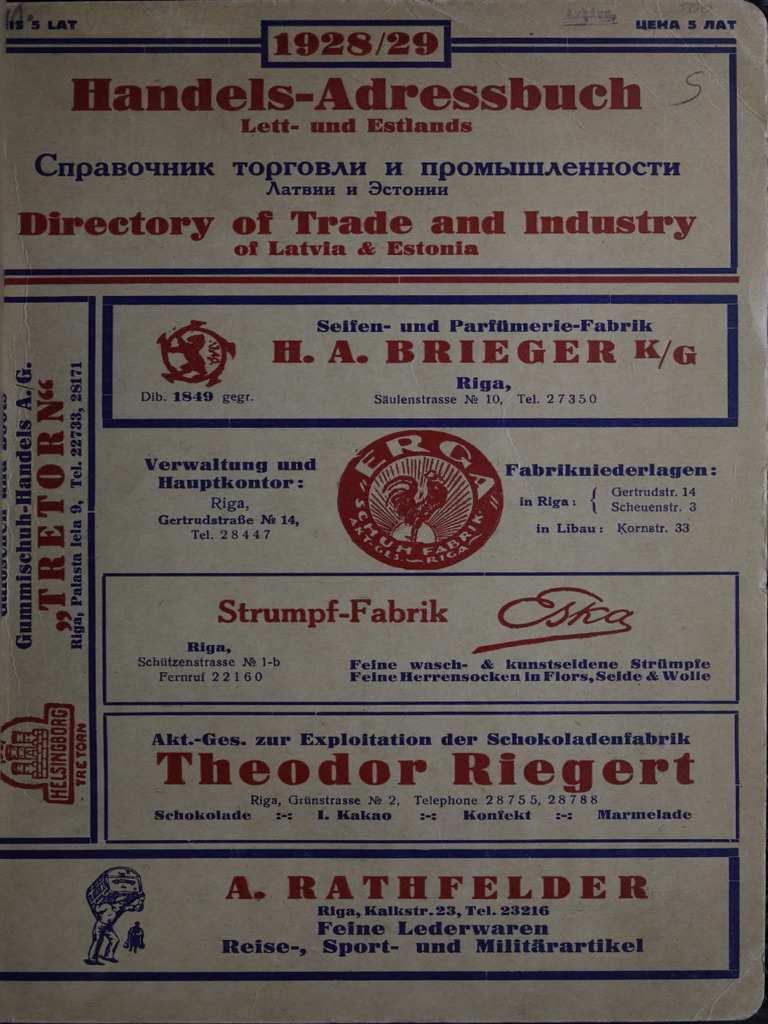 IS 5 LAT
ЦЕНА 5 ЛАТ
1928/29
Handels-Adressbuch
Lett- und Estlands
Справочник торговли и промышленности
Латвии и Эстонии
Directory of Trade and Industry
of Latvia & Estonia
Gummischuh-Handels A./G.
„TRETORN“
Riga, Palasta iela 9, Tel. 22733, 28171
HELSINGBORG
TRETORN
Seifen- und Parfümerie-Fabrik
H. A. BRIEGER K/G
Riga,
Dib. 1849 gegr.
Säulenstrasse № 10, Tel. 27350
Verwaltung und
Hauptkontor:
Riga,
Gertrudstraße № 14,
Tel. 28447
"ERGA"
SCHUHFABRIK
AKT.GES. RIGA
Fabrikniederlagen:
in Riga: { Gertrudstr. 14
Scheuenstr. 3
in Libau: Kornstr. 33
Strumpf-Fabrik Eska
Riga,
Schützenstrasse № 1-b
Fernruf 22160
Feine wasch- & kunstseidene Strümpfe
Feine Herrensocken in Flors, Seide & Wolle
Akt.-Ges. zur Exploitation der Schokoladenfabrik
Theodor Riegert
Riga, Grünstrasse № 2, Telephone 28755, 28788
Schokolade :-: I. Kakao :-: Konfekt :-: Marmelade
A. RATHFELDER
Riga, Kalkstr. 23, Tel. 23216
Feine Lederwaren
Reise-, Sport- und Militärartikel